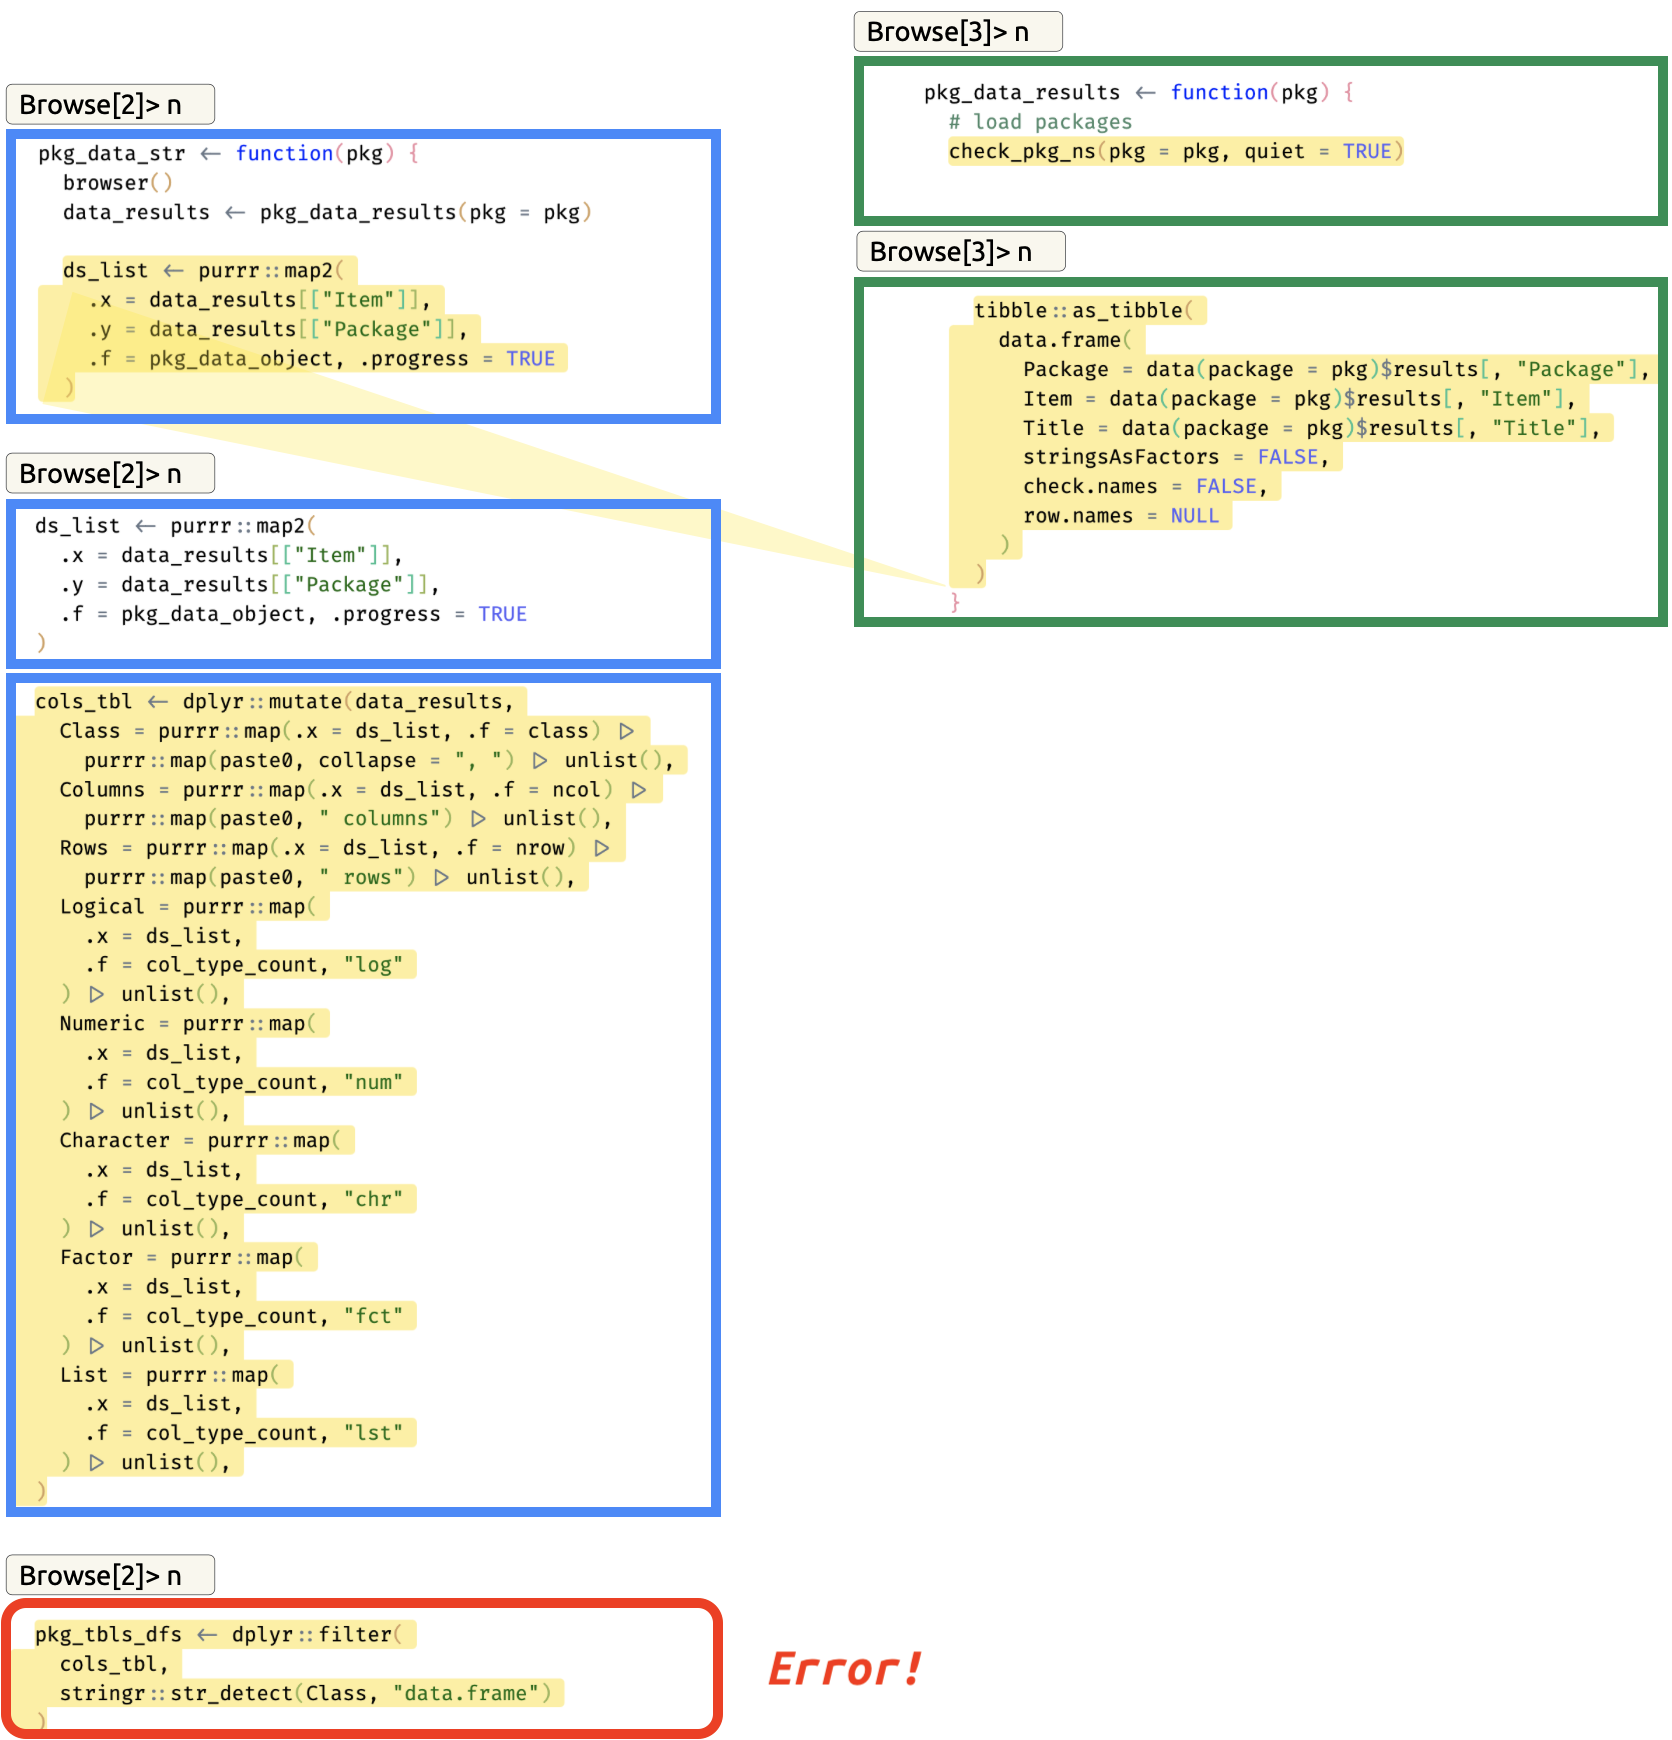 Browse[2]> n
pkg_data_str <- function(pkg) {
  browser()
  data_results <- pkg_data_results(pkg = pkg)
  ds_list <- purrr::map2(
    .x = data_results[["Item"]],
    .y = data_results[["Package"]],
    .f = pkg_data_object, .progress = TRUE
  )
Browse[2]> n
ds_list <- purrr::map2(
  .x = data_results[["Item"]],
  .y = data_results[["Package"]],
  .f = pkg_data_object, .progress = TRUE
)
cols_tbl <- dplyr::mutate(data_results,
  Class = purrr::map(.x = ds_list, .f = class) |>
    purrr::map(paste0, collapse = ", ") |> unlist(),
  Columns = purrr::map(.x = ds_list, .f = ncol) |>
    purrr::map(paste0, " columns") |> unlist(),
  Rows = purrr::map(.x = ds_list, .f = nrow) |>
    purrr::map(paste0, " rows") |> unlist(),
  Logical = purrr::map(
    .x = ds_list,
    .f = col_type_count, "log"
  ) |> unlist(),
  Numeric = purrr::map(
    .x = ds_list,
    .f = col_type_count, "num"
  ) |> unlist(),
  Character = purrr::map(
    .x = ds_list,
    .f = col_type_count, "chr"
  ) |> unlist(),
  Factor = purrr::map(
    .x = ds_list,
    .f = col_type_count, "fct"
  ) |> unlist(),
  List = purrr::map(
    .x = ds_list,
    .f = col_type_count, "lst"
  ) |> unlist(),
)
Browse[2]> n
pkg_tbls_dfs <- dplyr::filter(
  cols_tbl,
  stringr::str_detect(Class, "data.frame")
)
Error!
Browse[3]> n
pkg_data_results <- function(pkg) {
  # load packages
  check_pkg_ns(pkg = pkg, quiet = TRUE)
Browse[3]> n
  tibble::as_tibble(
    data.frame(
      Package = data(package = pkg)$results[, "Package"],
      Item = data(package = pkg)$results[, "Item"],
      Title = data(package = pkg)$results[, "Title"],
      stringsAsFactors = FALSE,
      check.names = FALSE,
      row.names = NULL
    )
  )
}